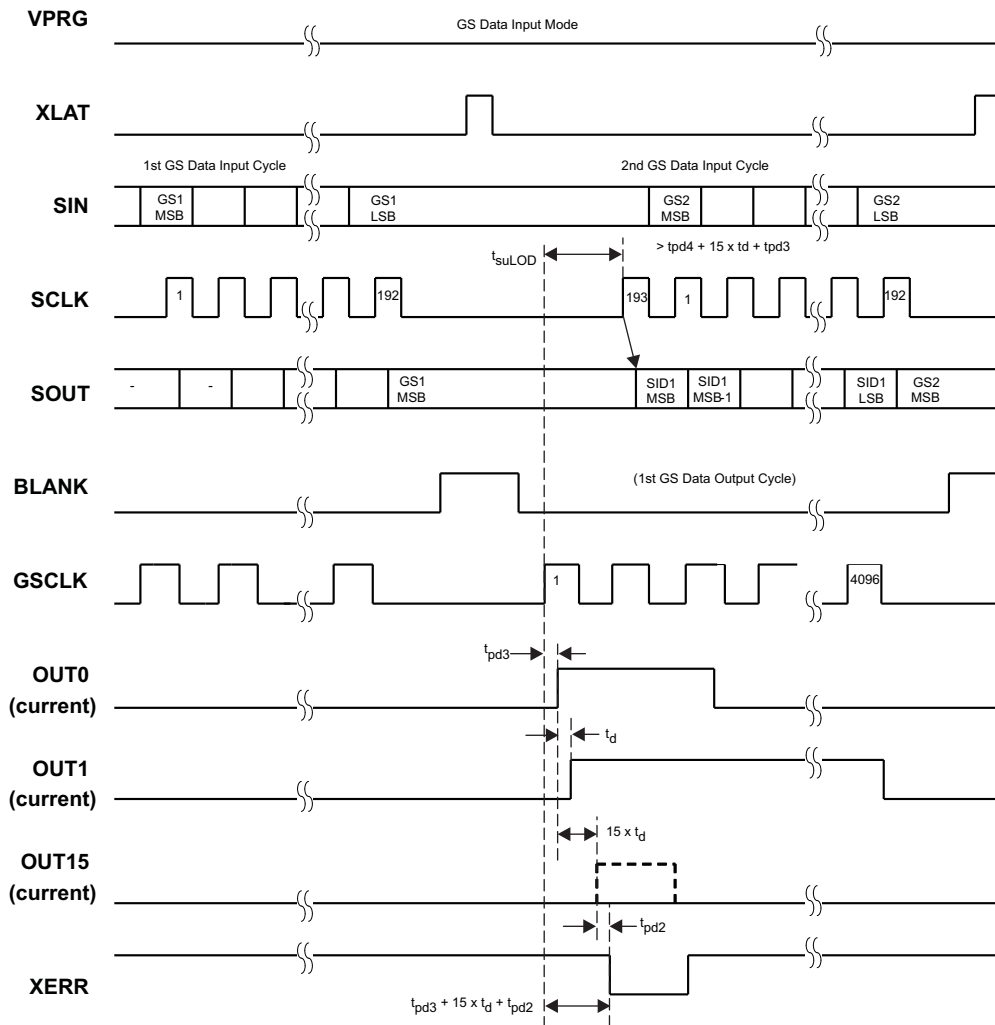 VPRG
GS Data Input Mode
XLAT
1st GS Data Input Cycle
2nd GS Data Input Cycle
SIN
GS1
MSB
GS1
LSB
GS2
MSB
GS2
LSB
tsuLOD
> tpd4 + 15 x td + tpd3
SCLK
1
192
193
1
192
SOUT
-
-
GS1
MSB
SID1
MSB
SID1
MSB-1
SID1
LSB
GS2
MSB
BLANK
(1st GS Data Output Cycle)
GSCLK
1
4096
tpd3
OUT0
(current)
td
OUT1
(current)
15 x td
OUT15
(current)
tpd2
XERR
tpd3 + 15 x td + tpd2